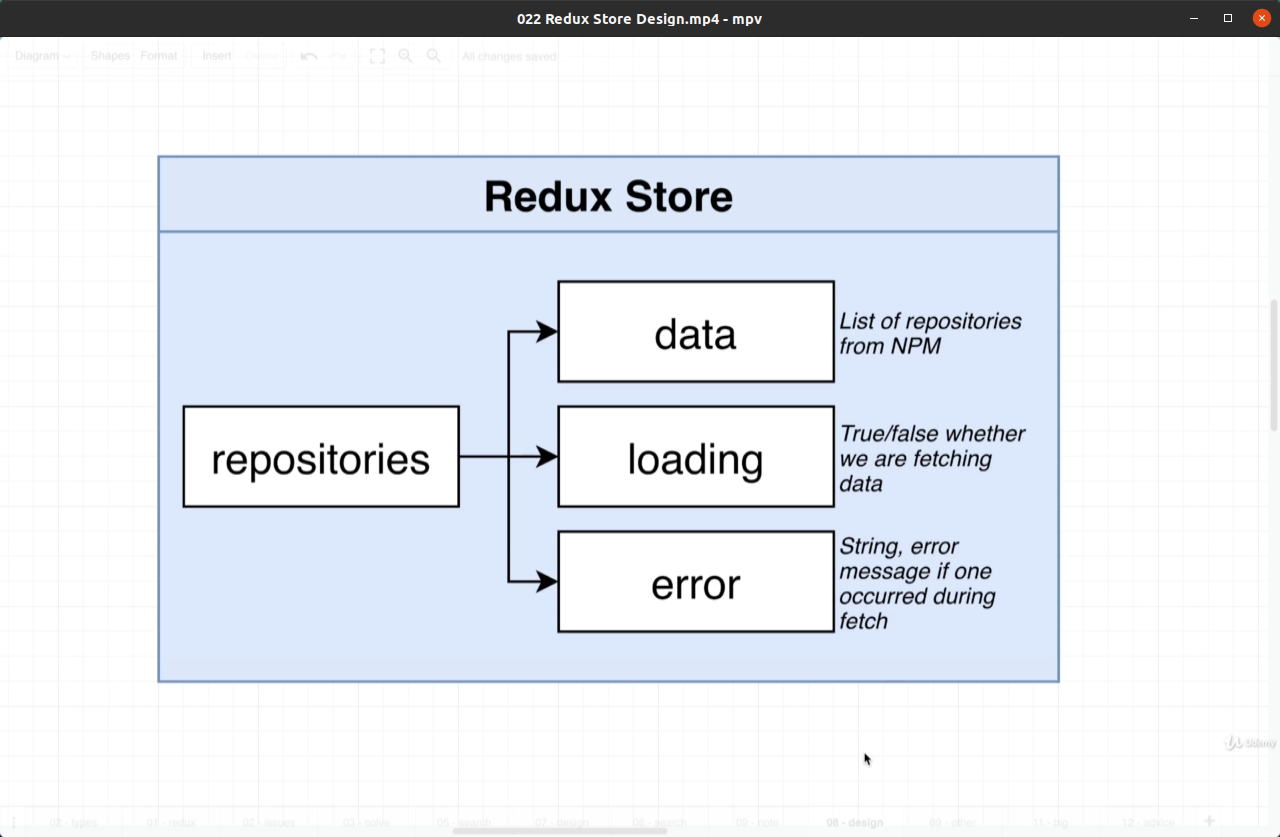 022 Redux Store Design.mp4 - mpv
Diagram
Shapes
Format
Insert
All changes saved
Redux Store
data
List of repositories
from NPM
repositories
loading
True/false whether
we are fetching
data
error
String, error
message if one
occurred during
fetch
Udemy
02 - types
01 - redux
02 - issues
03 - solve
05 - search
07 - design
08 - search
09 - note
08 - design
09 - other
11 - big
12 - advice